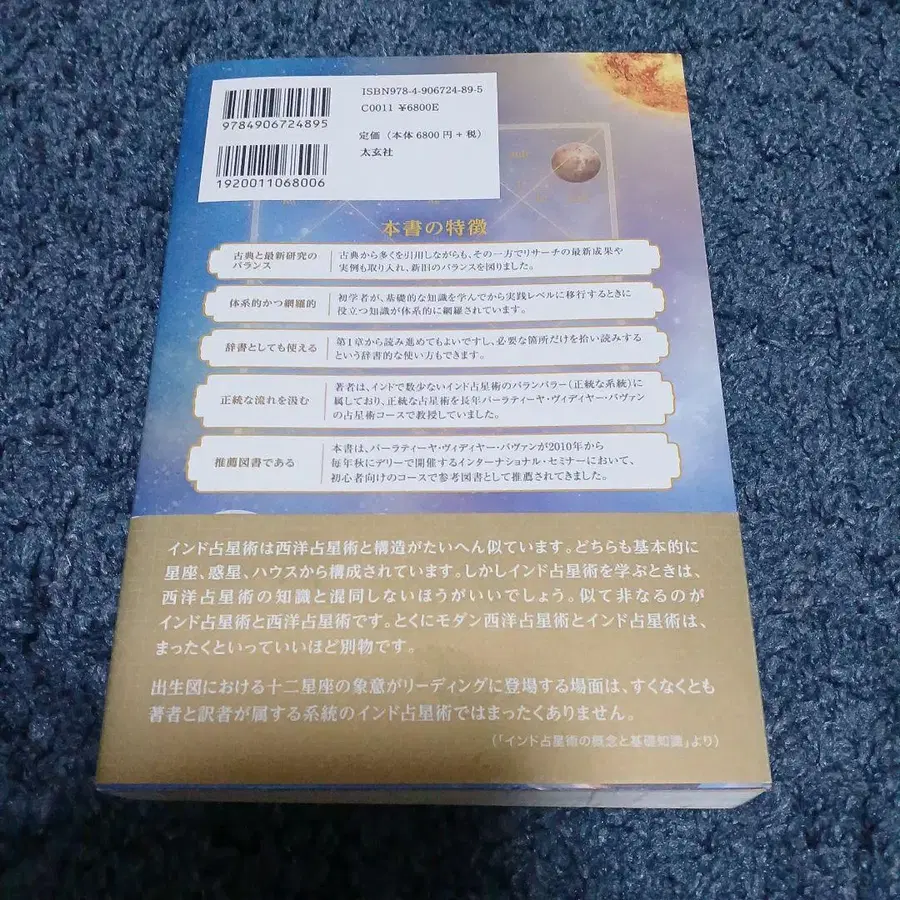 ISBN978-4-906724-89-5
C0011 ¥6800E
9784906724895
定価（本体6800円+税）
太玄社
1920011068006
本書の特徴
古典と最新研究の
バランス
古典から多くを引用しながらも、その一方でリサーチの最新成果や
実例も取り入れ、新旧のバランスを図りました。
体系的かつ網羅的
初学者が、基礎的な知識を学んでから実践レベルに移行するときに
役立つ知識が体系的に網羅されています。
辞書としても使える
第1章から読み進めてもよいですし、必要な箇所だけを拾い読みする
という辞書的な使い方もできます。
正統な流れを汲む
著者は、インドで数少ないインド占星術のパランパラー（正統な系統）に
属しており、正統な占星術を長年バーラティーヤ・ヴィディヤー・バヴァン
の占星術コースで教授していました。
推薦図書である
本書は、バーラティーヤ・ヴィディヤー・バヴァンが2010年から
毎年秋にデリーで開催するインターナショナル・セミナーにおいて、
初心者向けのコースで参考図書として推薦されてきました。
インド占星術は西洋占星術と構造がたいへん似ています。どちらも基本的に
星座、惑星、ハウスから構成されています。しかしインド占星術を学ぶときは、
西洋占星術の知識と混同しないほうがいいでしょう。似て非なるのが
インド占星術と西洋占星術です。とくにモダン西洋占星術とインド占星術は、
まったくといっていいほど別物です。
出生図における十二星座の象意がリーディングに登場する場面は、すくなくとも
著者と訳者が属する系統のインド占星術ではまったくありません。
（「インド占星術の概念と基礎知識」より）